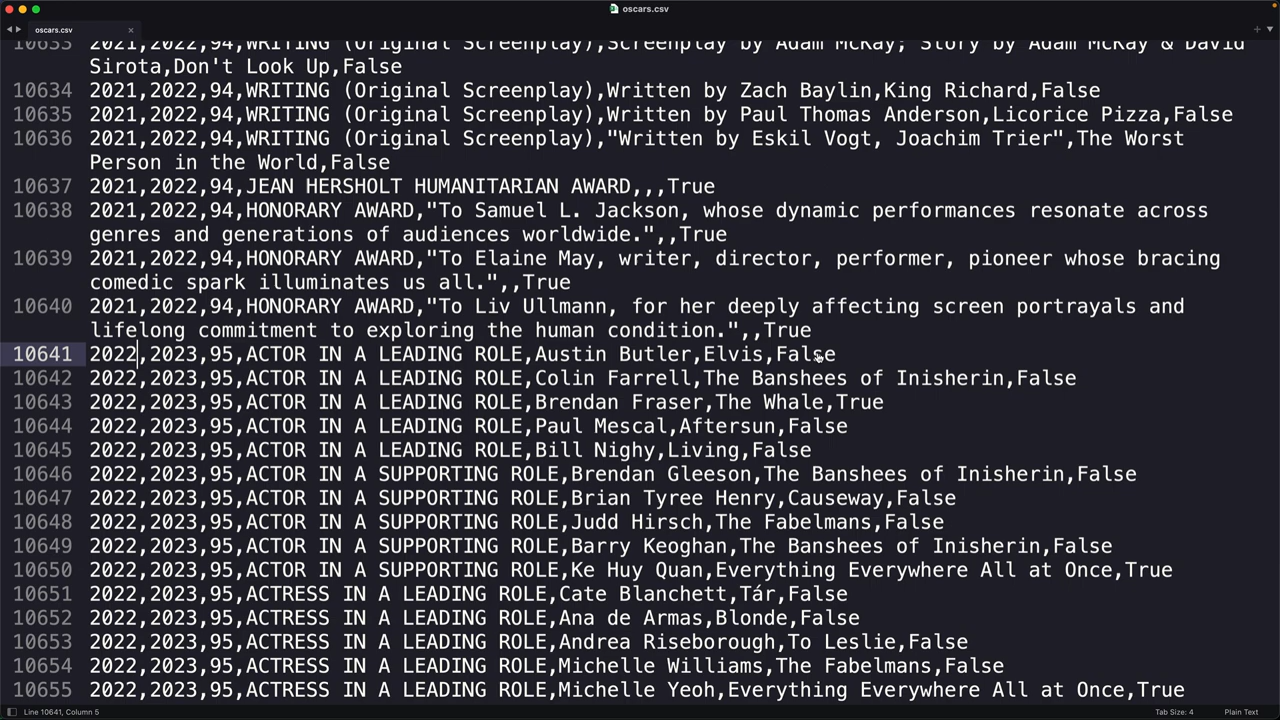 oscars.csv
oscars.csv
10633 2021,2022,94,WRITING (Original Screenplay),Screenplay by Adam McKay; Story by Adam McKay & David
Sirota,Don't Look Up,False
10634 2021,2022,94,WRITING (Original Screenplay),Written by Zach Baylin,King Richard,False
10635 2021,2022,94,WRITING (Original Screenplay),Written by Paul Thomas Anderson,Licorice Pizza,False
10636 2021,2022,94,WRITING (Original Screenplay),"Written by Eskil Vogt, Joachim Trier",The Worst
Person in the World,False
10637 2021,2022,94,JEAN HERSHOLT HUMANITARIAN AWARD,,,True
10638 2021,2022,94,HONORARY AWARD,"To Samuel L. Jackson, whose dynamic performances resonate across
genres and generations of audiences worldwide.",,True
10639 2021,2022,94,HONORARY AWARD,"To Elaine May, writer, director, performer, pioneer whose bracing
comedic spark illuminates us all.",,True
10640 2021,2022,94,HONORARY AWARD,"To Liv Ullmann, for her deeply affecting screen portrayals and
lifelong commitment to exploring the human condition.",,True
10641 2022,2023,95,ACTOR IN A LEADING ROLE,Austin Butler,Elvis,False
10642 2022,2023,95,ACTOR IN A LEADING ROLE,Colin Farrell,The Banshees of Inisherin,False
10643 2022,2023,95,ACTOR IN A LEADING ROLE,Brendan Fraser,The Whale,True
10644 2022,2023,95,ACTOR IN A LEADING ROLE,Paul Mescal,Aftersun,False
10645 2022,2023,95,ACTOR IN A LEADING ROLE,Bill Nighy,Living,False
10646 2022,2023,95,ACTOR IN A SUPPORTING ROLE,Brendan Gleeson,The Banshees of Inisherin,False
10647 2022,2023,95,ACTOR IN A SUPPORTING ROLE,Brian Tyree Henry,Causeway,False
10648 2022,2023,95,ACTOR IN A SUPPORTING ROLE,Judd Hirsch,The Fabelmans,False
10649 2022,2023,95,ACTOR IN A SUPPORTING ROLE,Barry Keoghan,The Banshees of Inisherin,False
10650 2022,2023,95,ACTOR IN A SUPPORTING ROLE,Ke Huy Quan,Everything Everywhere All at Once,True
10651 2022,2023,95,ACTRESS IN A LEADING ROLE,Cate Blanchett,Tár,False
10652 2022,2023,95,ACTRESS IN A LEADING ROLE,Ana de Armas,Blonde,False
10653 2022,2023,95,ACTRESS IN A LEADING ROLE,Andrea Riseborough,To Leslie,False
10654 2022,2023,95,ACTRESS IN A LEADING ROLE,Michelle Williams,The Fabelmans,False
10655 2022,2023,95,ACTRESS IN A LEADING ROLE,Michelle Yeoh,Everything Everywhere All at Once,True
Line 10641, Column 5 Tab Size: 4 Plain Text